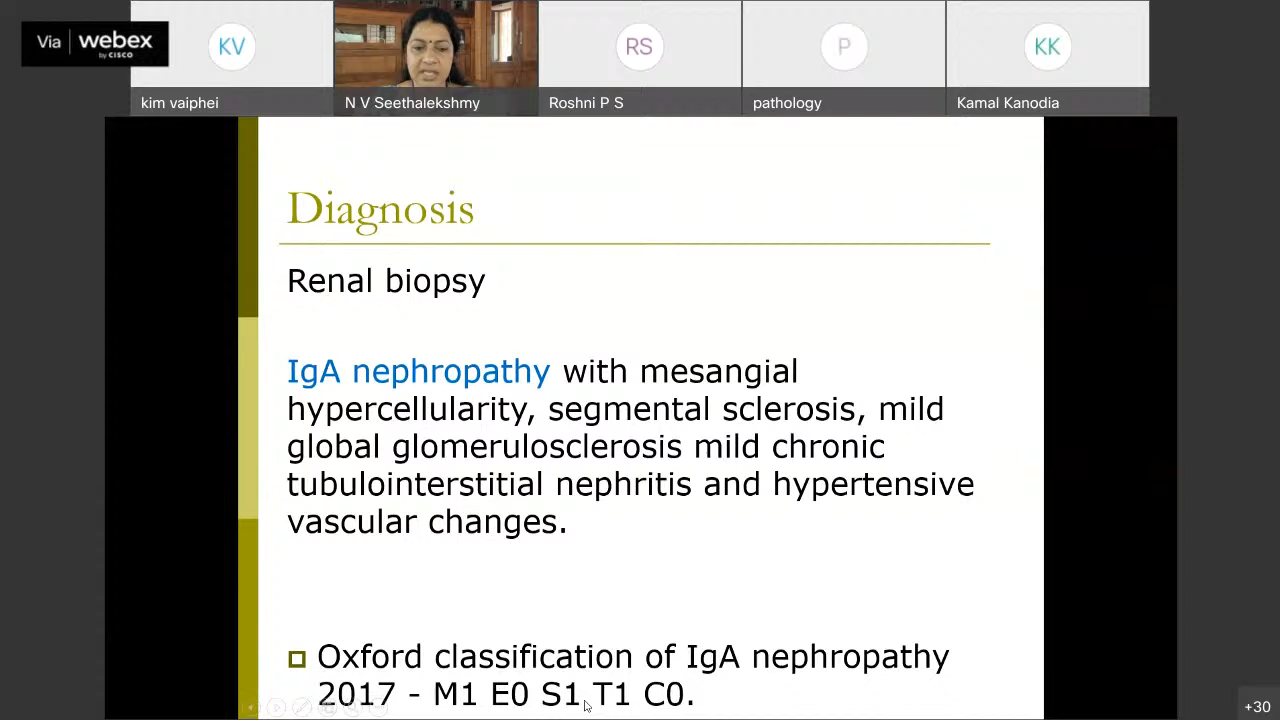 Via webex
by CISCO
KV
RS
P
KK
kim vaiphei
N V Seethalekshmy
Roshni P S
pathology
Kamal Kanodia
Diagnosis
Renal biopsy
IgA nephropathy with mesangial
hypercellularity, segmental sclerosis, mild
global glomerulosclerosis mild chronic
tubulointerstitial nephritis and hypertensive
vascular changes.
Oxford classification of IgA nephropathy
2017 - M1 E0 S1 T1 C0.
+30